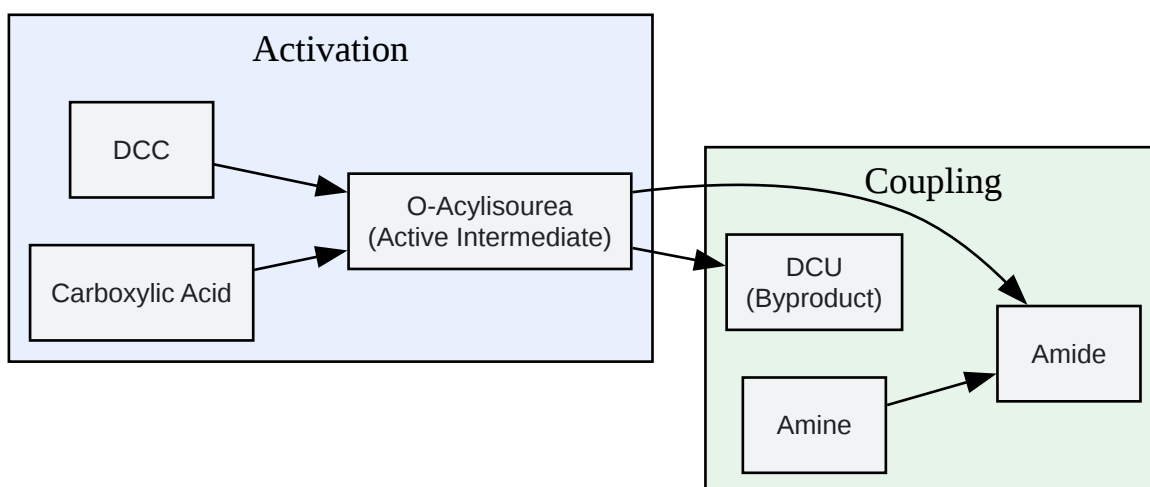 Activation
DCC
Carboxylic Acid
O-Acylisourea
(Active Intermediate)
Coupling
DCU
(Byproduct)
Amine
Amide